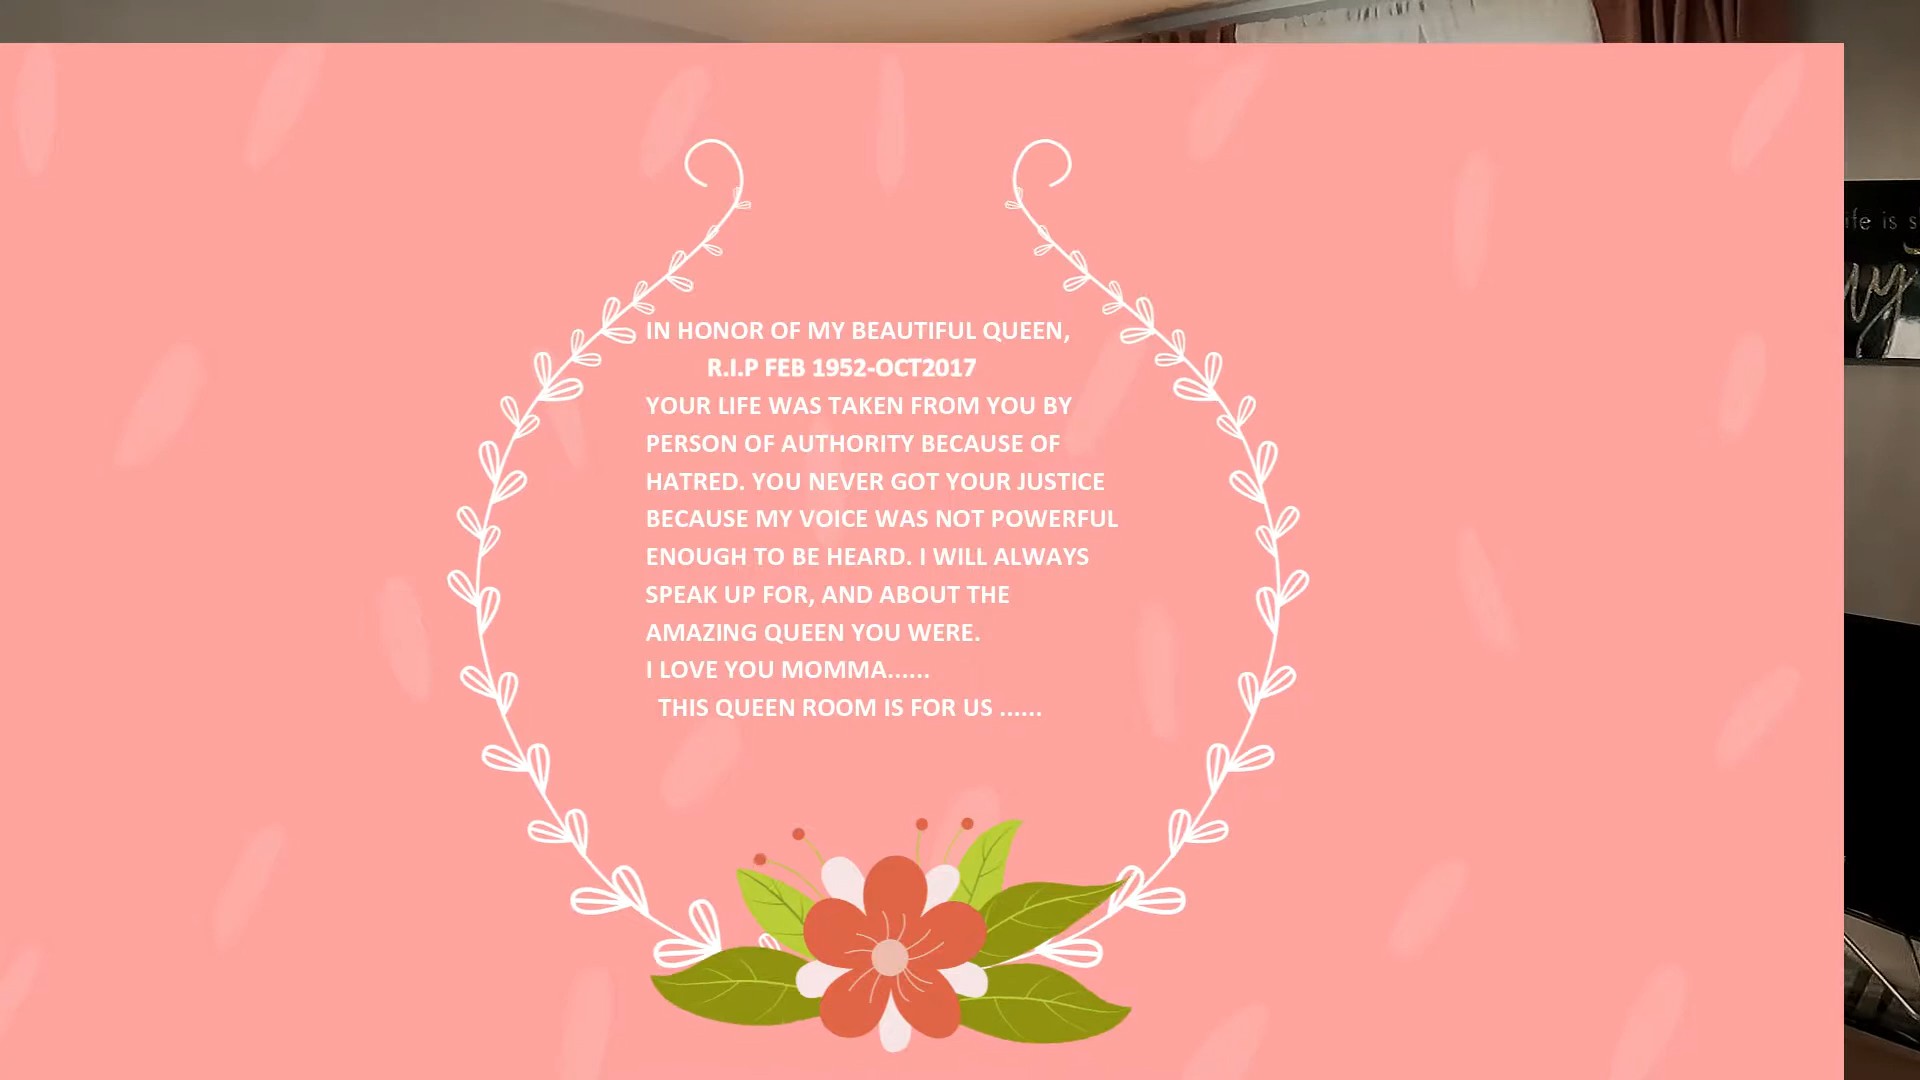 IN HONOR OF MY BEAUTIFUL QUEEN,
R.I.P FEB 1952-OCT2017
YOUR LIFE WAS TAKEN FROM YOU BY
PERSON OF AUTHORITY BECAUSE OF
HATRED. YOU NEVER GOT YOUR JUSTICE
BECAUSE MY VOICE WAS NOT POWERFUL
ENOUGH TO BE HEARD. I WILL ALWAYS
SPEAK UP FOR, AND ABOUT THE
AMAZING QUEEN YOU WERE.
I LOVE YOU MOMMA......
THIS QUEEN ROOM IS FOR US ......